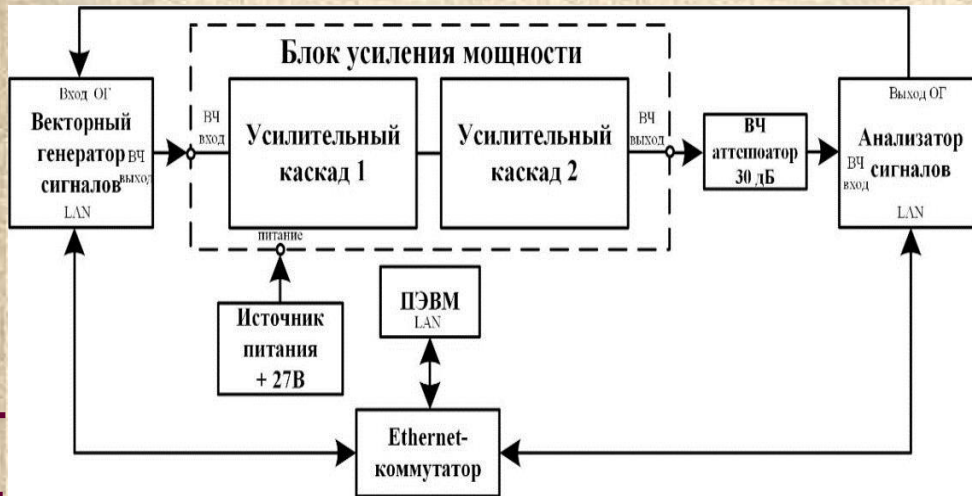 Блок усиления мощности
Вход ОГ
Векторный
генератор
сигналов
ВЧ
выход
LAN
ВЧ
вход
Усилительный
каскад 1
Усилительный
каскад 2
ВЧ
выход
питание
ВЧ
аттенюатор
30 дБ
Выход ОГ
Анализатор
сигналов
ВЧ
вход
LAN
Источник
питания
+ 27В
ПЭВМ
LAN
Ethernet-
коммутатор